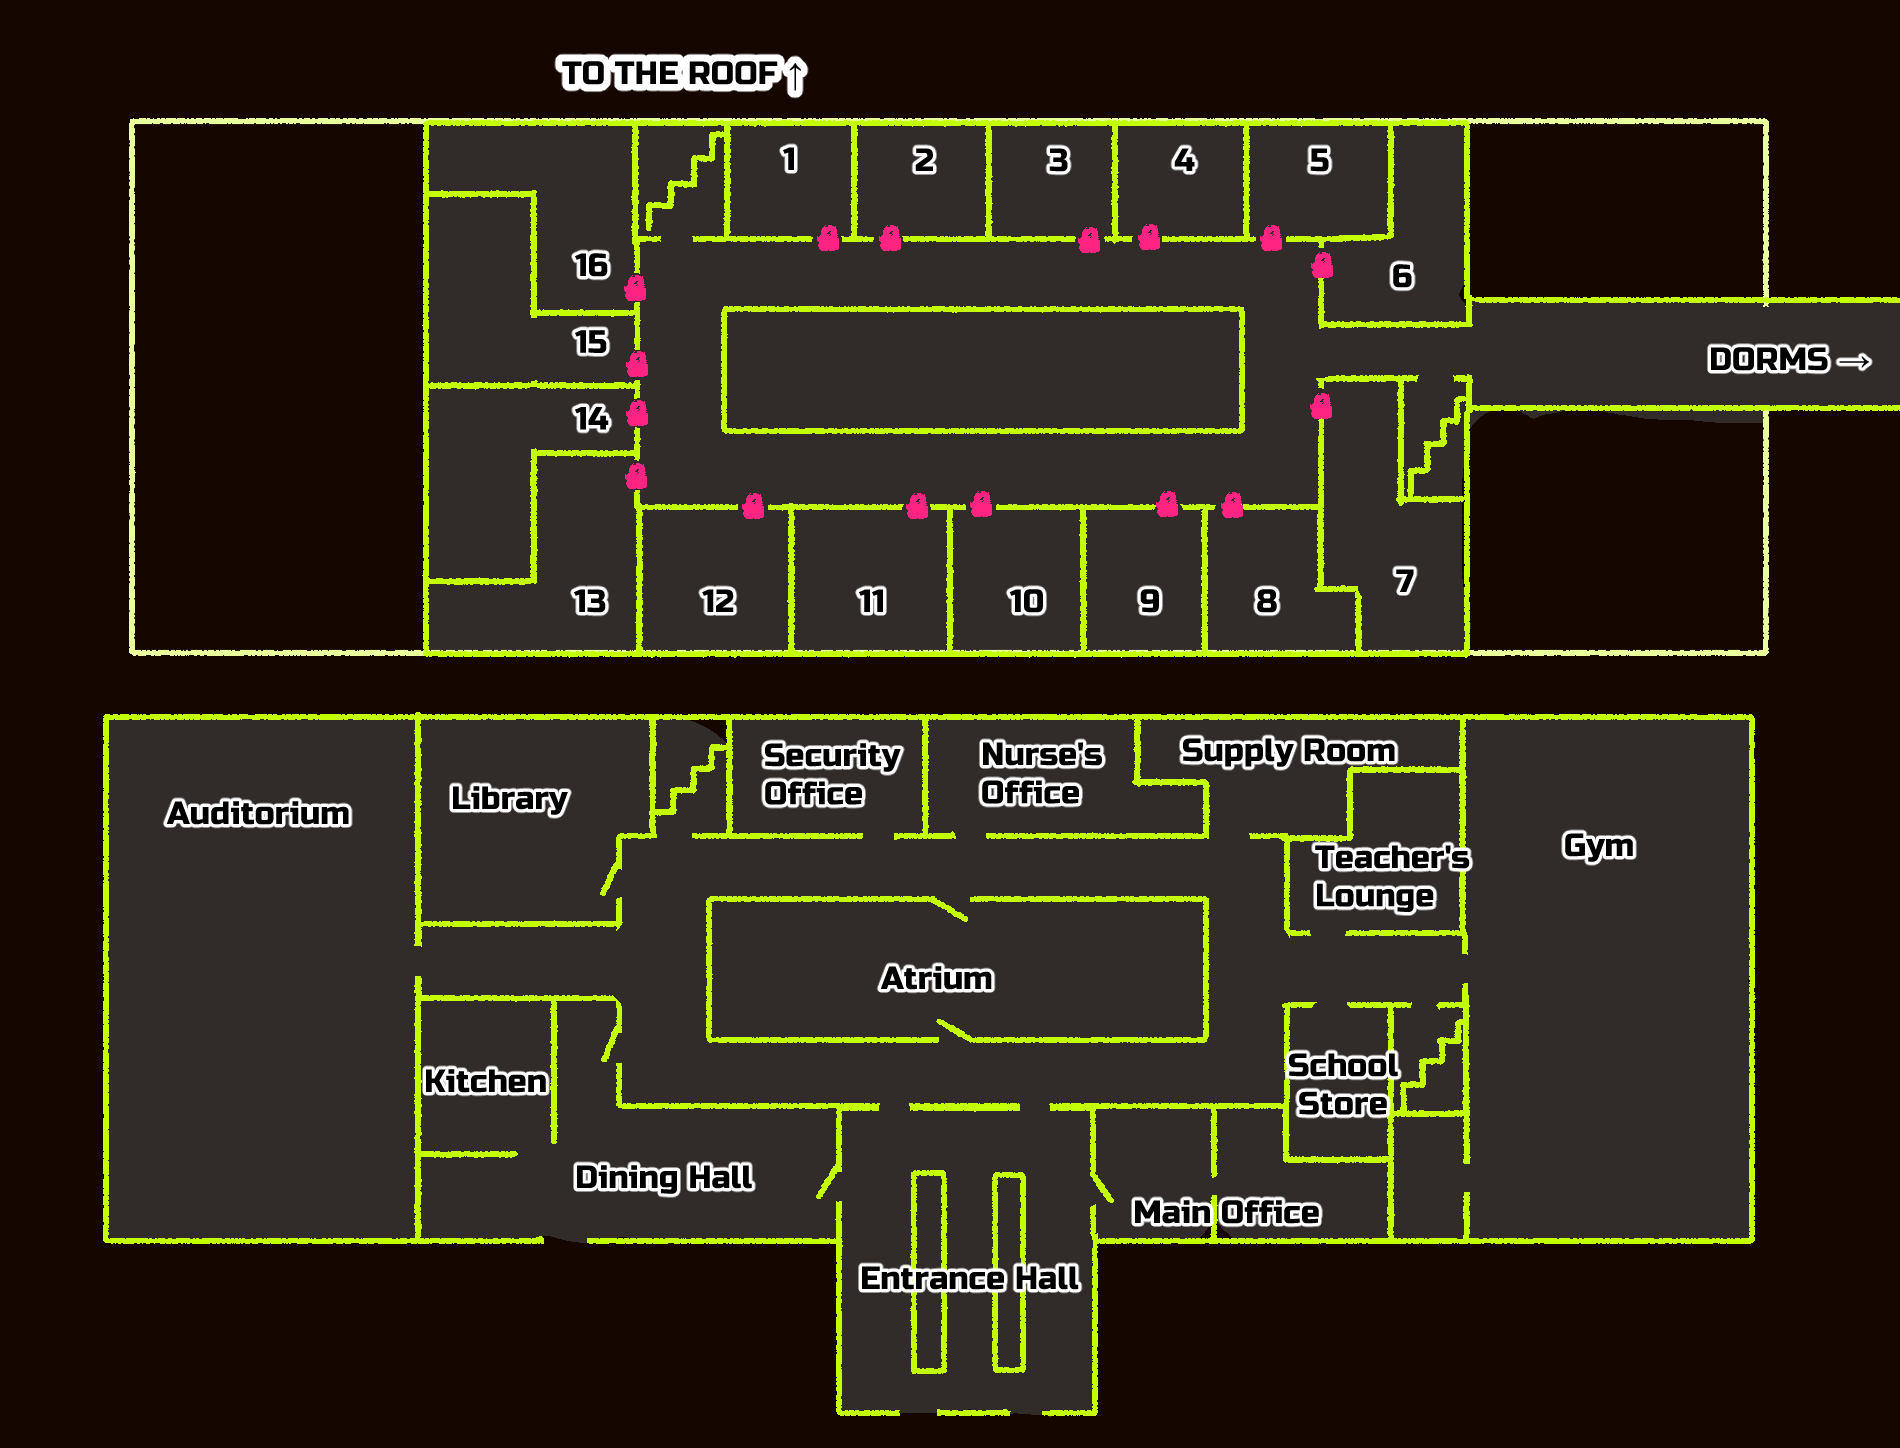 TO THE ROOF ↑
1
2
3
4
5
16
6
15
DORMS →
14
7
13
12
11
10
9
8
Security
Office
Nurse's
Office
Supply Room
Library
Auditorium
Gym
Teacher's
Lounge
Atrium
Kitchen
School
Store
Dining Hall
Main Office
Entrance Hall